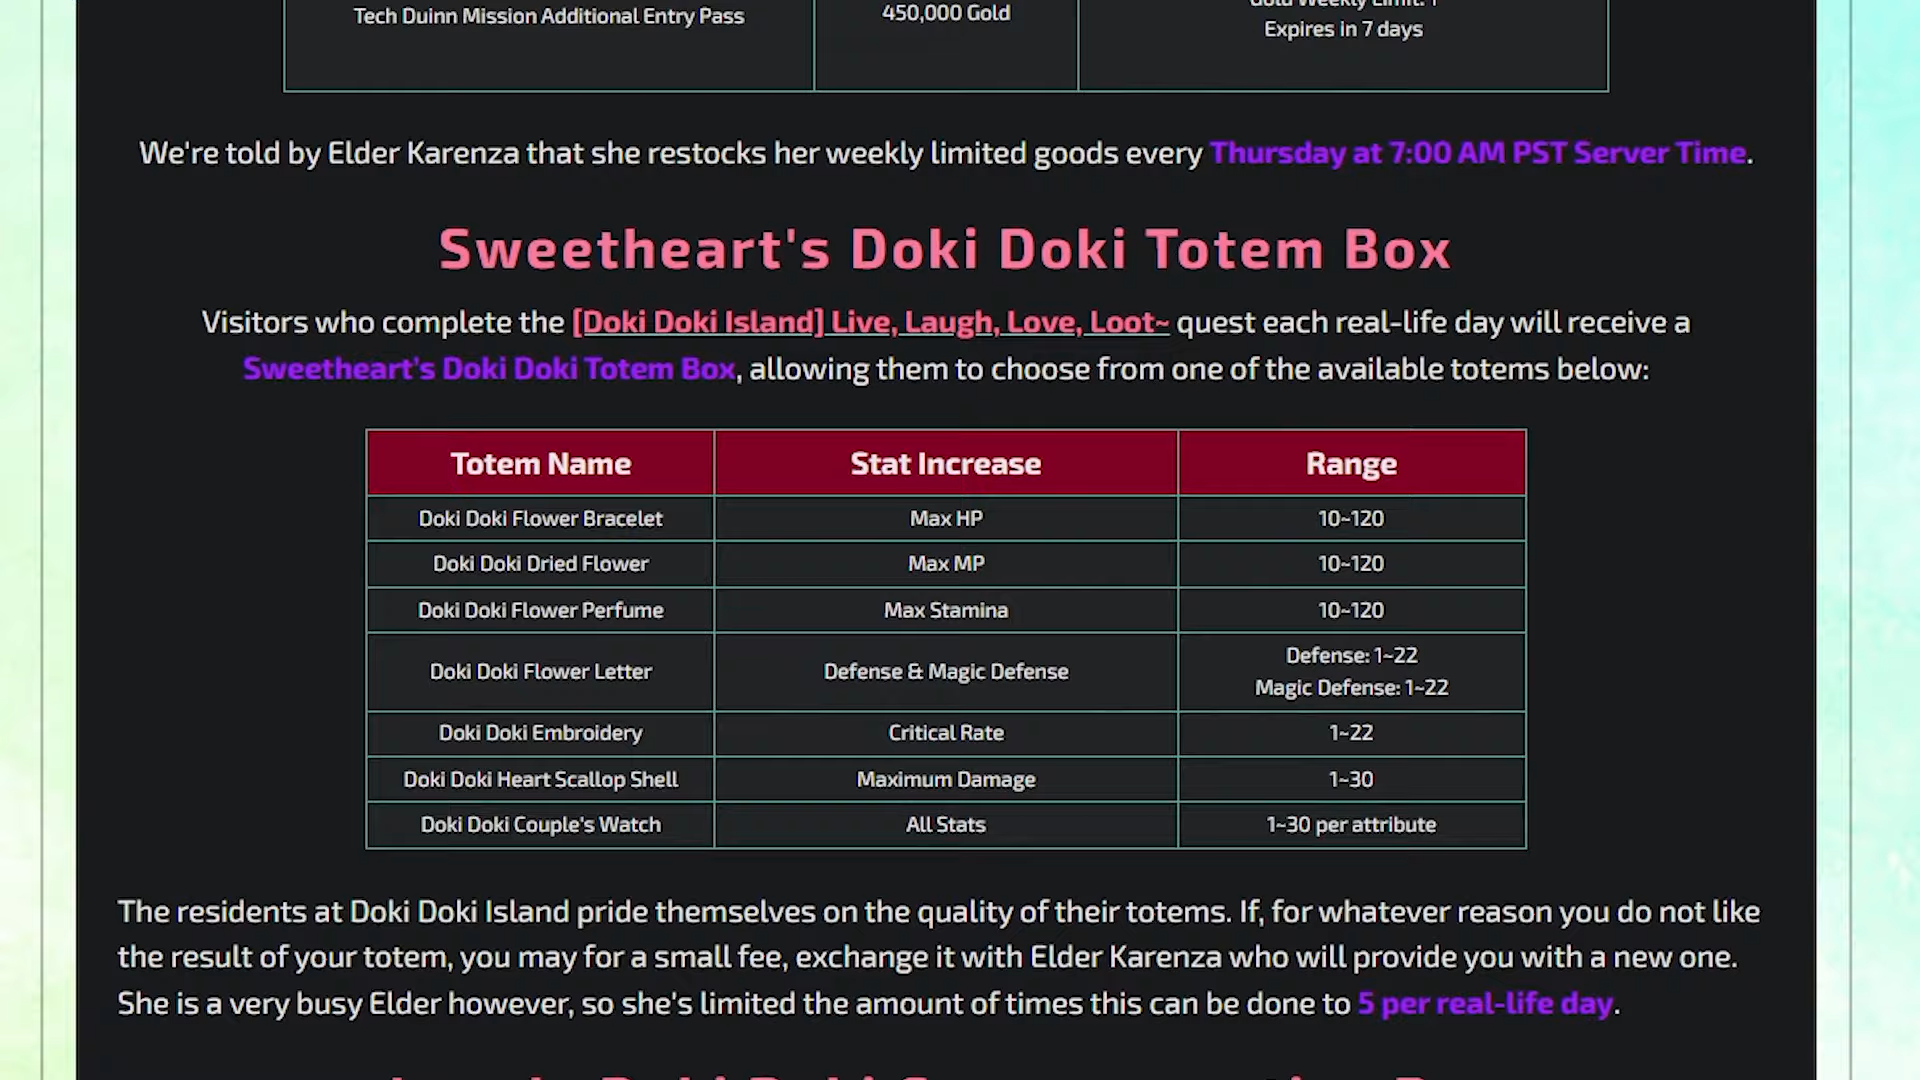 Tech Duinn Mission Additional Entry Pass
450,000 Gold
Gold Weekly Limit: 1
Expires in 7 days
We're told by Elder Karenza that she restocks her weekly limited goods every Thursday at 7:00 AM PST Server Time.
Sweetheart's Doki Doki Totem Box
Visitors who complete the [Doki Doki Island] Live, Laugh, Love, Loot~ quest each real-life day will receive a
Sweetheart's Doki Doki Totem Box, allowing them to choose from one of the available totems below:
Totem Name Stat Increase Range
Doki Doki Flower Bracelet Max HP 10~120
Doki Doki Dried Flower Max MP 10~120
Doki Doki Flower Perfume Max Stamina 10~120
Doki Doki Flower Letter Defense & Magic Defense Defense: 1~22
Magic Defense: 1~22
Doki Doki Embroidery Critical Rate 1~22
Doki Doki Heart Scallop Shell Maximum Damage 1~30
Doki Doki Couple's Watch All Stats 1~30 per attribute
The residents at Doki Doki Island pride themselves on the quality of their totems. If, for whatever reason you do not like
the result of your totem, you may for a small fee, exchange it with Elder Karenza who will provide you with a new one.
She is a very busy Elder however, so she's limited the amount of times this can be done to 5 per real-life day.